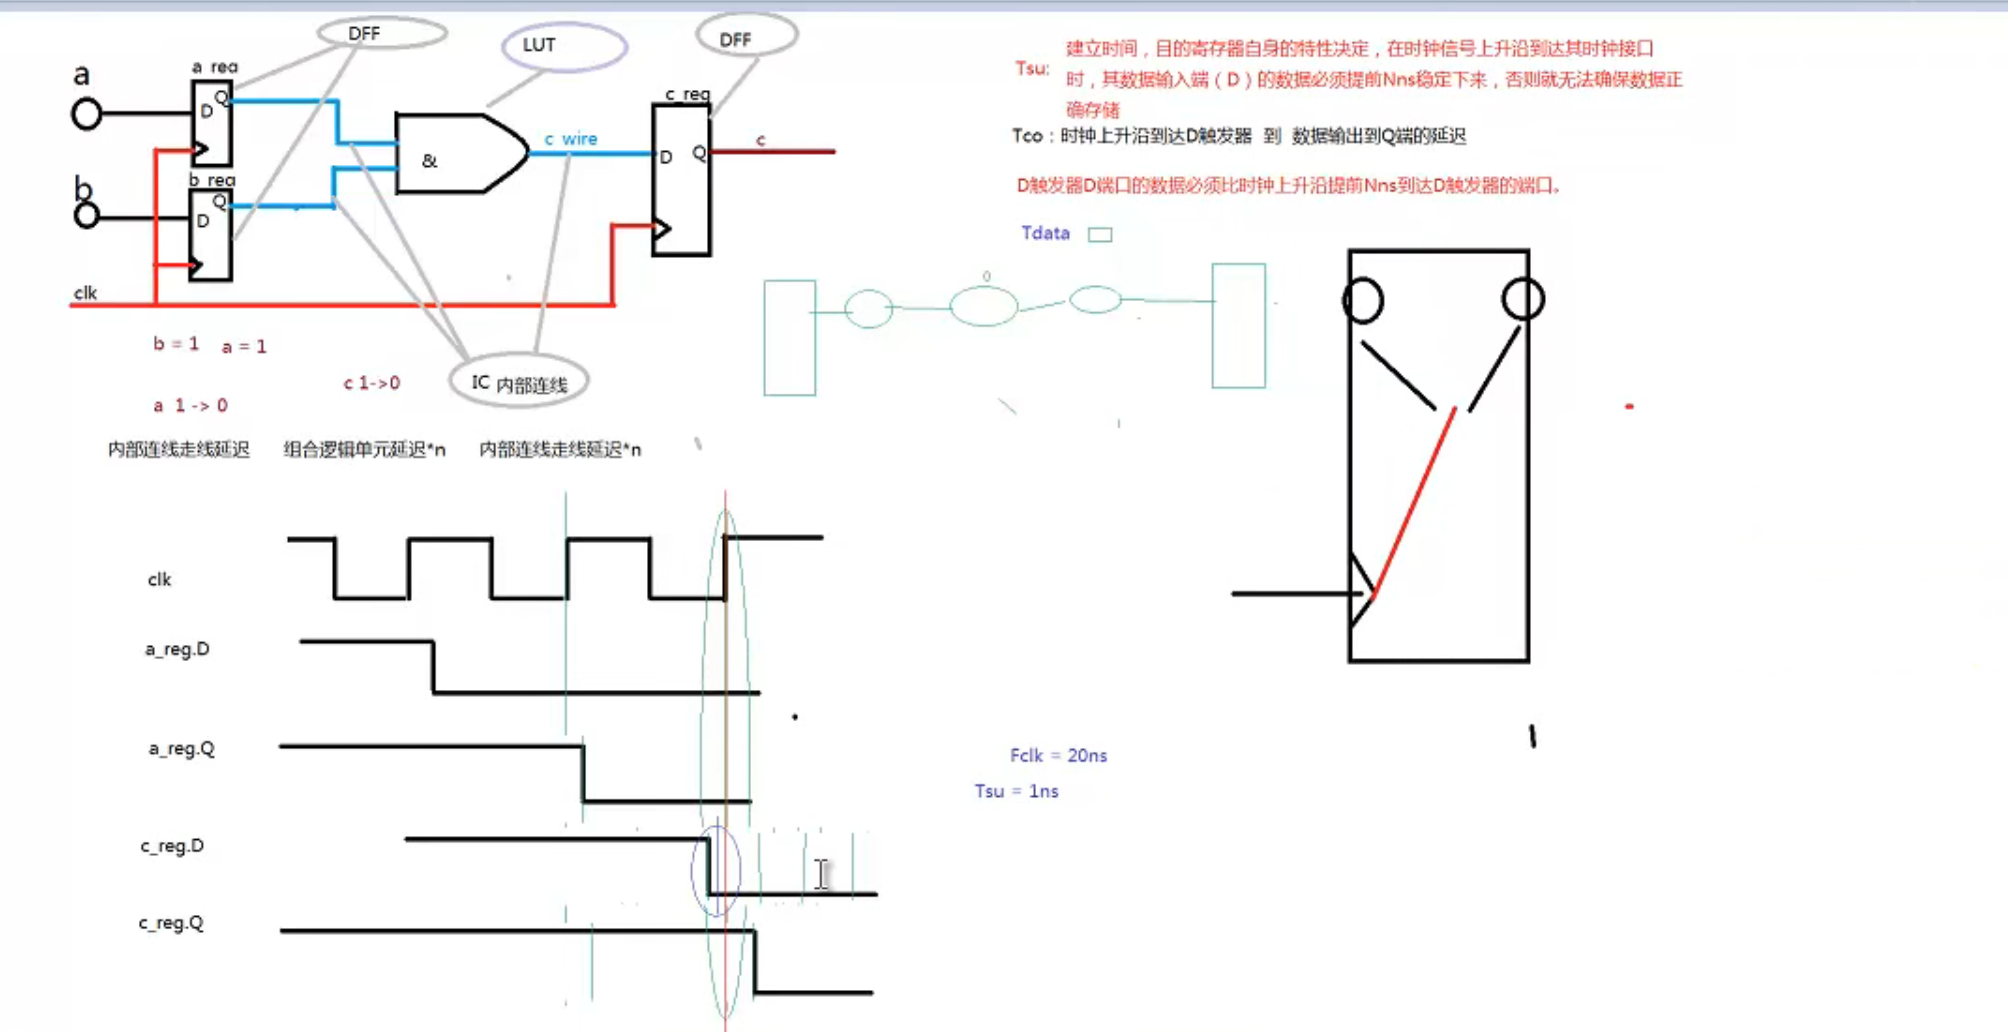 DFF
LUT
DFF
a
a_reg
D
Q
&
c_wire
c_reg
D
Q
c
b
b_reg
D
Q
clk
b = 1
a = 1
c 1->0
a 1 -> 0
IC 内部连线
内部连线走线延迟
组合逻辑单元延迟*n
内部连线走线延迟*n
Tsu:
建立时间，目的寄存器自身的特性决定，在时钟信号上升沿到达其时钟接口
时，其数据输入端（D）的数据必须提前Nns稳定下来，否则就无法确保数据正
确存储
Tco：时钟上升沿到达D触发器 到 数据输出到Q端的延迟
D触发器D端口的数据必须比时钟上升沿提前Nns到达D触发器的端口。
Tdata
0
clk
a_reg.D
a_reg.Q
c_reg.D
c_reg.Q
Fclk = 20ns
Tsu = 1ns